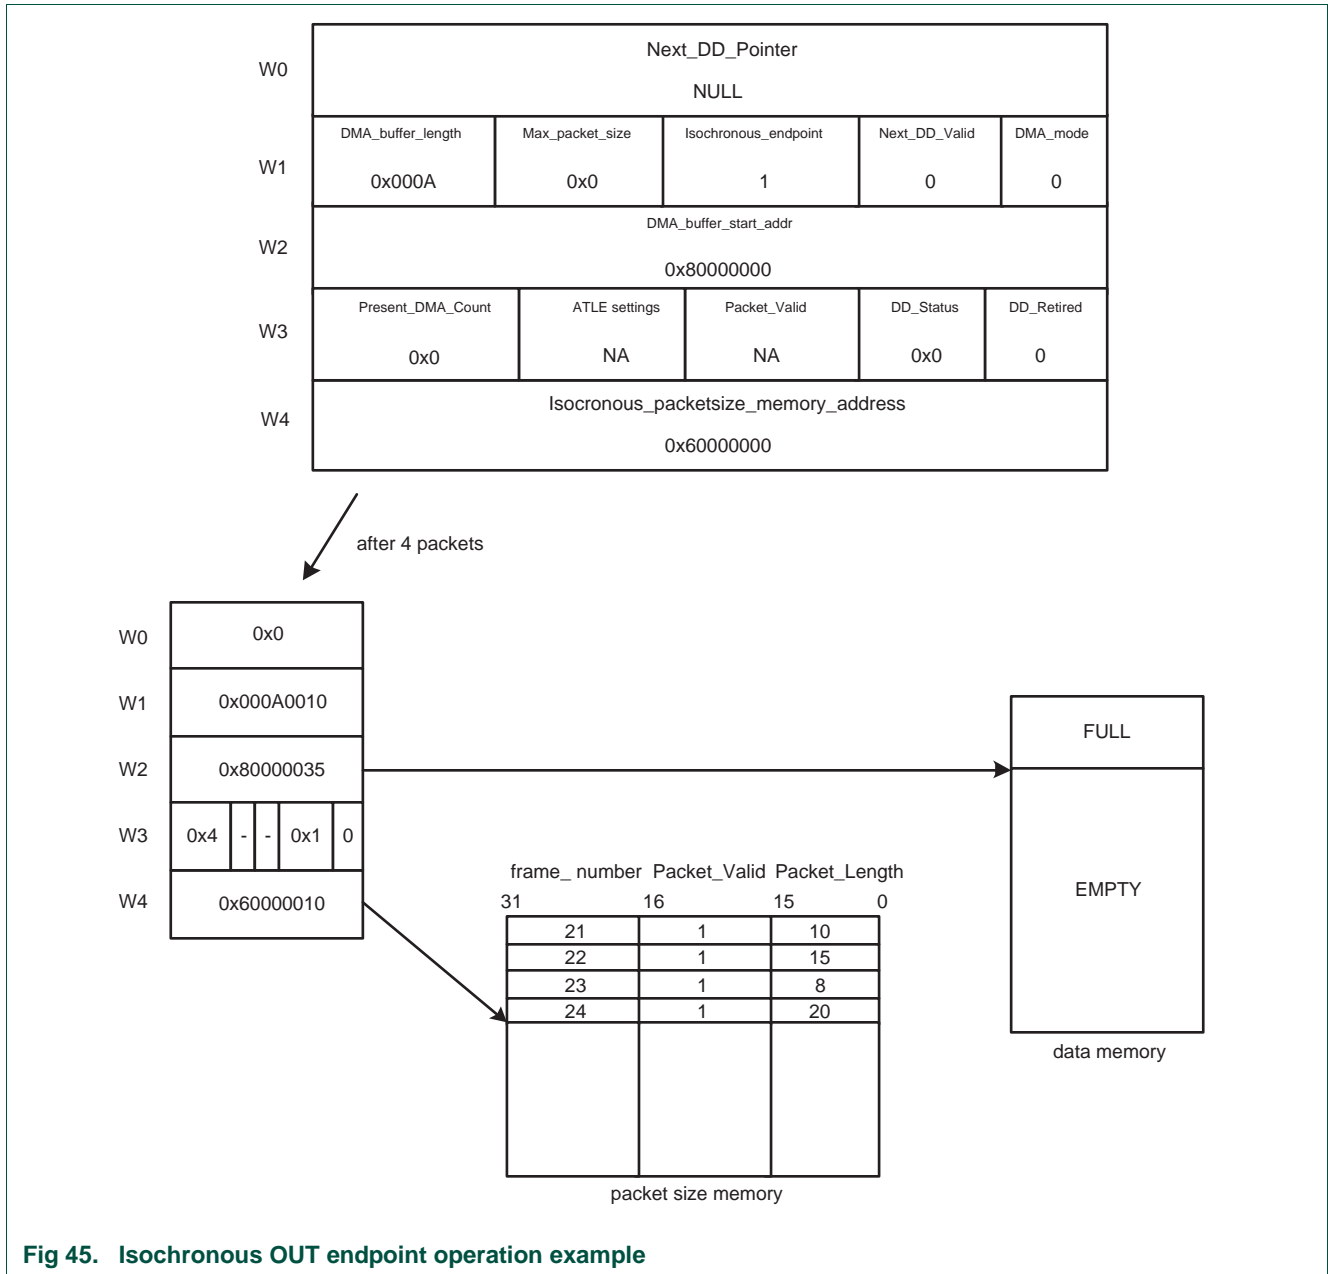 Next_DD_Pointer
W0
NULL
DMA_buffer_length Max_packet_size Isochronous_endpoint Next_DD_Valid DMA_mode
W1
0x000A 0x0 1 0 0
DMA_buffer_start_addr
W2
0x80000000
Present_DMA_Count ATLE settings Packet_Valid DD_Status DD_Retired
W3
0x0 NA NA 0x0 0
Isocronous_packetsize_memory_address
W4
0x60000000
after 4 packets
W0 0x0
W1 0x000A0010
FULL
W2 0x80000035
W3 0x4 - - 0x1 0
W4 0x60000010
EMPTY
frame_ number Packet_Valid Packet_Length
31 16 15 0
21 1 10
22 1 15
23 1 8
24 1 20
data memory
packet size memory
Fig 45. Isochronous OUT endpoint operation example